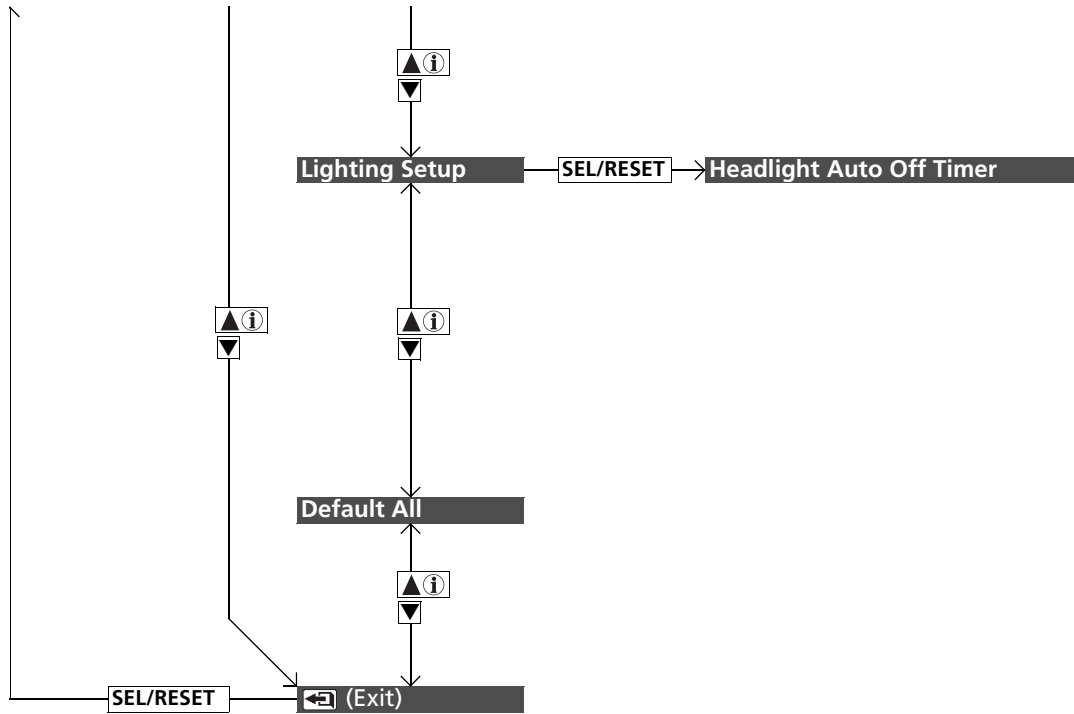 Lighting Setup
SEL/RESET
Headlight Auto Off Timer
Default All
SEL/RESET
(Exit)